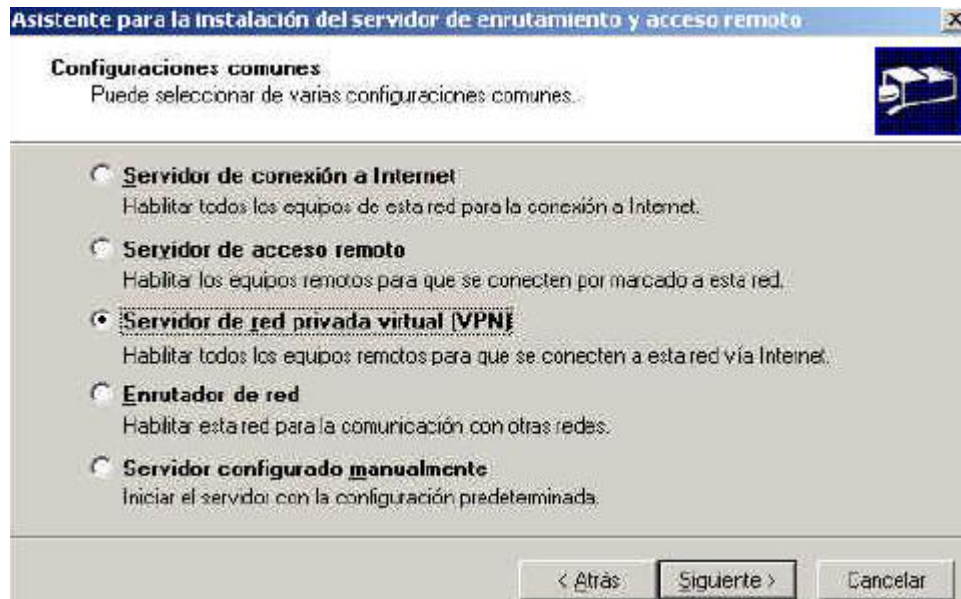 Asistente para la instalación del servidor de enrutamiento y acceso remoto
Configuraciones comunes
Puede seleccionar de varias configuraciones comunes.
Servidor de conexión a Internet
Habilitar todos los equipos de esta red para la conexión a Internet.
Servidor de acceso remoto
Habilitar los equipos remotos para que se conecten por marcado a esta red.
Servidor de red privada virtual (VPN)
Habilitar todos los equipos remotos para que se conecten a esta red vía Internet.
Enrutador de red
Habilitar esta red para la comunicación con otras redes.
Servidor configurado manualmente
Iniciar el servidor con la configuración predeterminada.
< Atrás Siguiente > Cancelar